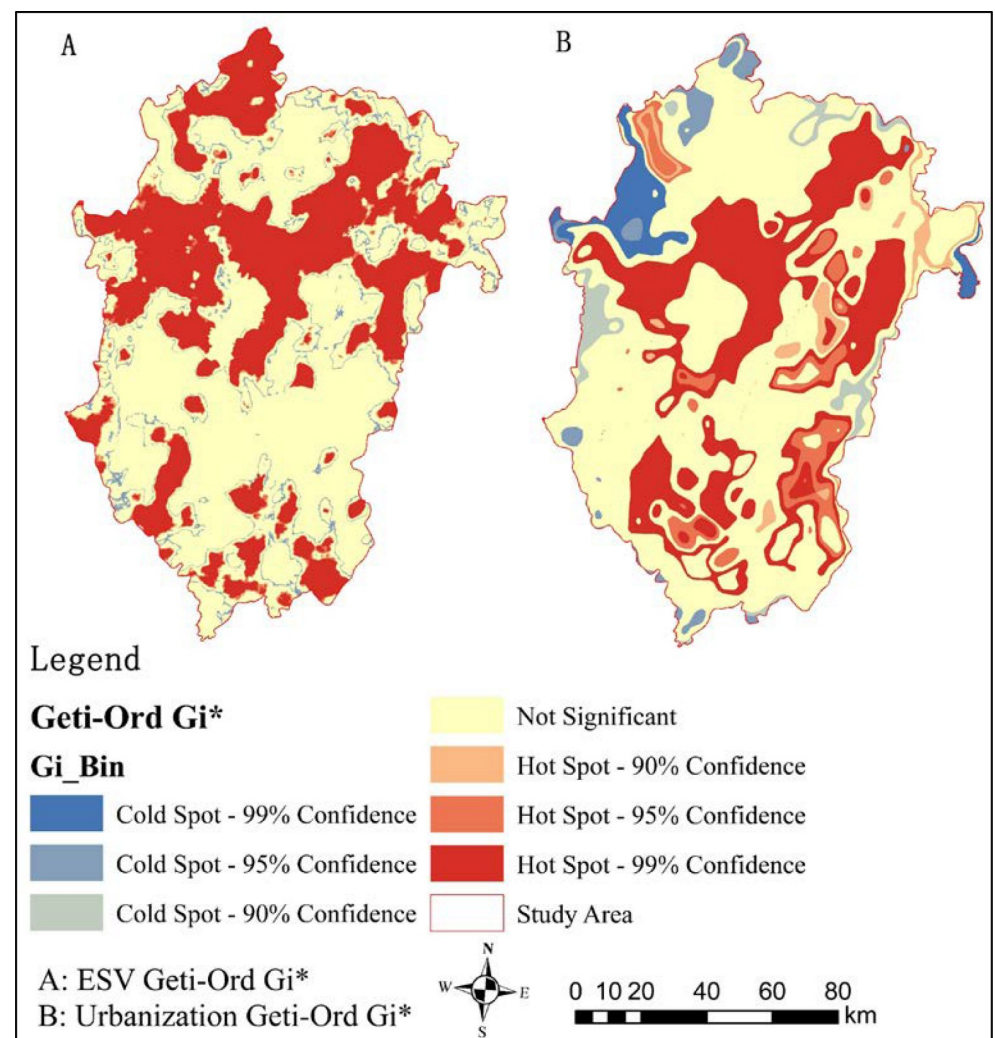 A
B
Legend
Geti-Ord Gi*
Gi_Bin
Cold Spot - 99% Confidence
Cold Spot - 95% Confidence
Cold Spot - 90% Confidence
Not Significant
Hot Spot - 90% Confidence
Hot Spot - 95% Confidence
Hot Spot - 99% Confidence
Study Area
A: ESV Geti-Ord Gi*
B: Urbanization Geti-Ord Gi*
N
W E
S
0 10 20 40 60 80
km